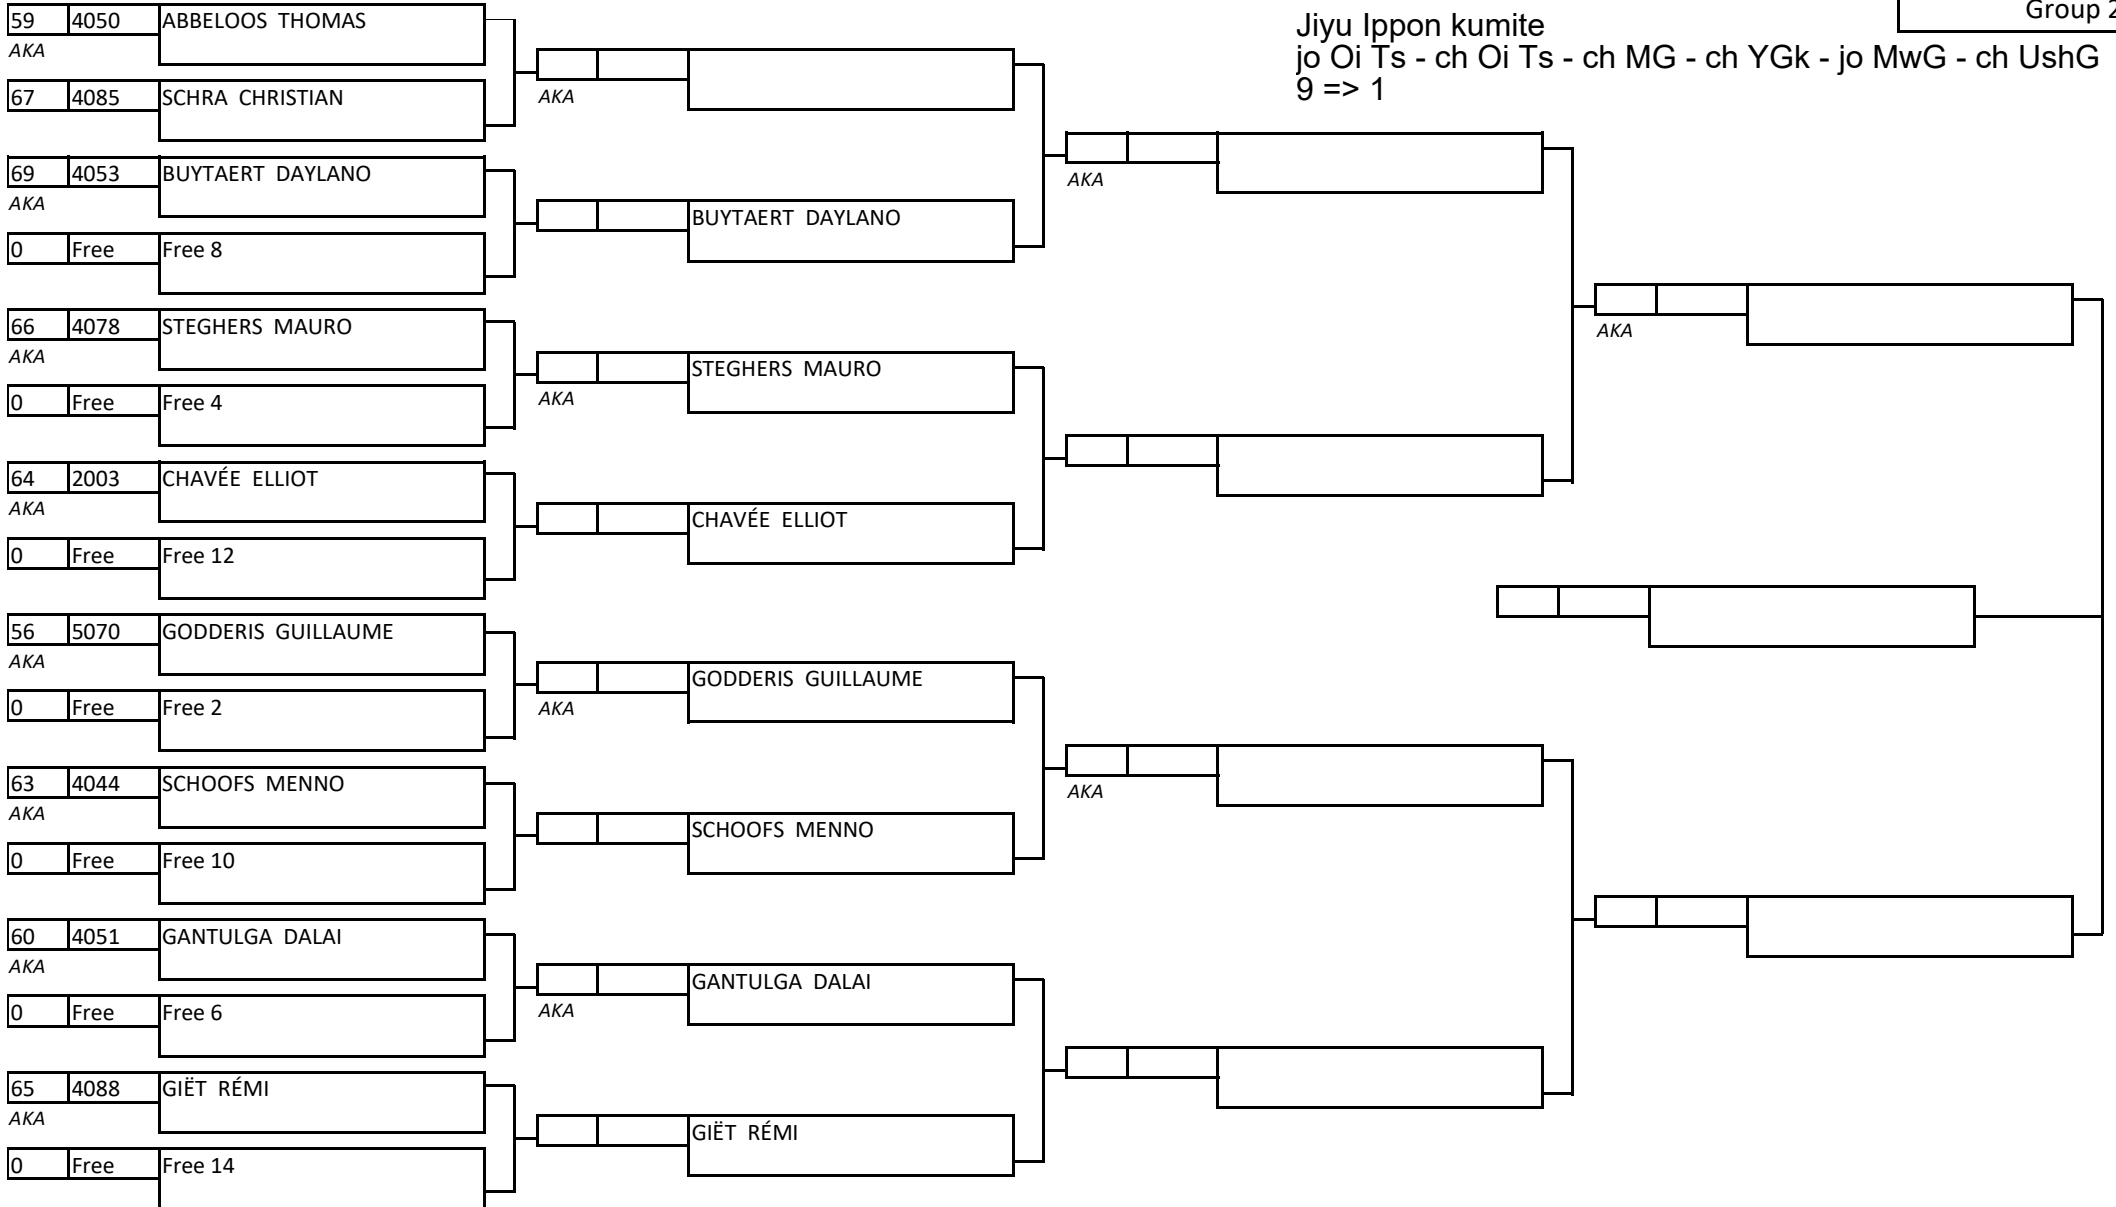 Group 2
Jiyu Ippon kumite
jo Oi Ts - ch Oi Ts - ch MG - ch YGk - jo MwG - ch UshG
9 => 1
59 4050 ABBELOOS THOMAS
AKA
67 4085 SCHRA CHRISTIAN
69 4053 BUYTAERT DAYLANO
AKA
0 Free Free 8
66 4078 STEGHERS MAURO
AKA
0 Free Free 4
64 2003 CHAVÉE ELLIOT
AKA
0 Free Free 12
56 5070 GODDERIS GUILLAUME
AKA
0 Free Free 2
63 4044 SCHOOFS MENNO
AKA
0 Free Free 10
60 4051 GANTULGA DALAI
AKA
0 Free Free 6
65 4088 GIËT RÉMI
AKA
0 Free Free 14
AKA
BUYTAERT DAYLANO
STEGHERS MAURO
AKA
CHAVÉE ELLIOT
GODDERIS GUILLAUME
AKA
SCHOOFS MENNO
GANTULGA DALAI
AKA
GIËT RÉMI
AKA
AKA
AKA